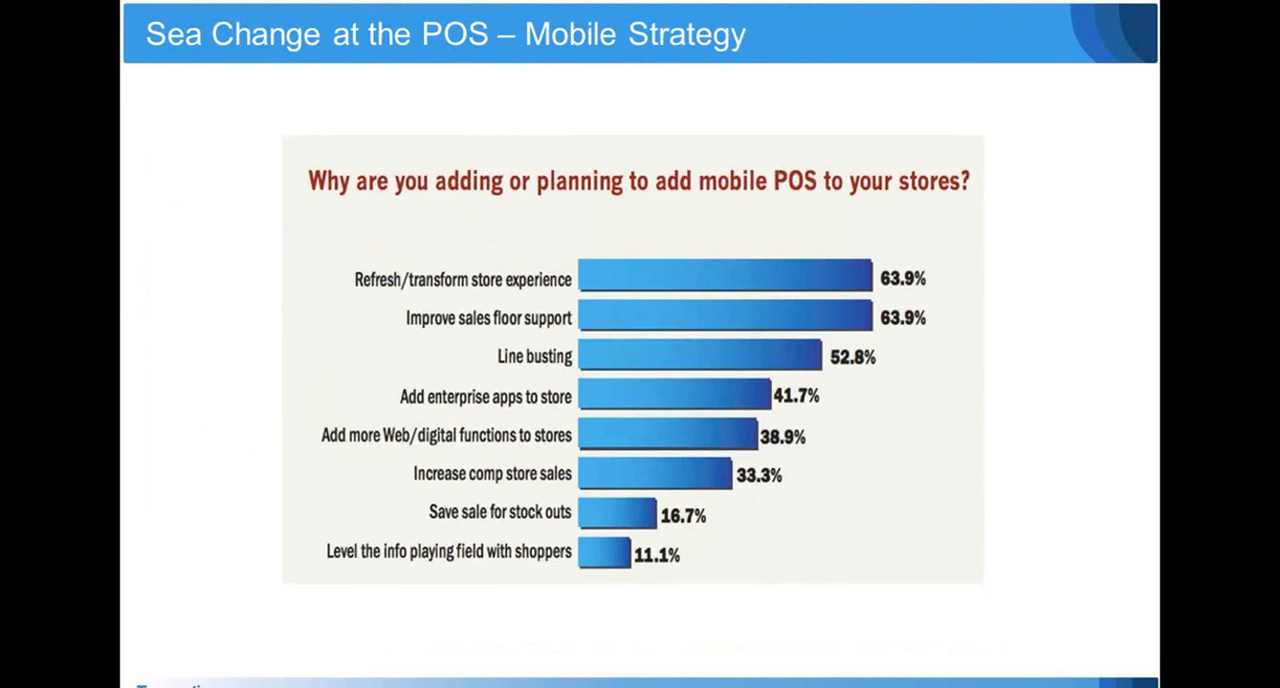 Sea Change at the POS – Mobile Strategy
Why are you adding or planning to add mobile POS to your stores?
Refresh/transform store experience 63.9%
Improve sales floor support 63.9%
Line busting 52.8%
Add enterprise apps to store 41.7%
Add more Web/digital functions to stores 38.9%
Increase comp store sales 33.3%
Save sale for stock outs 16.7%
Level the info playing field with shoppers 11.1%